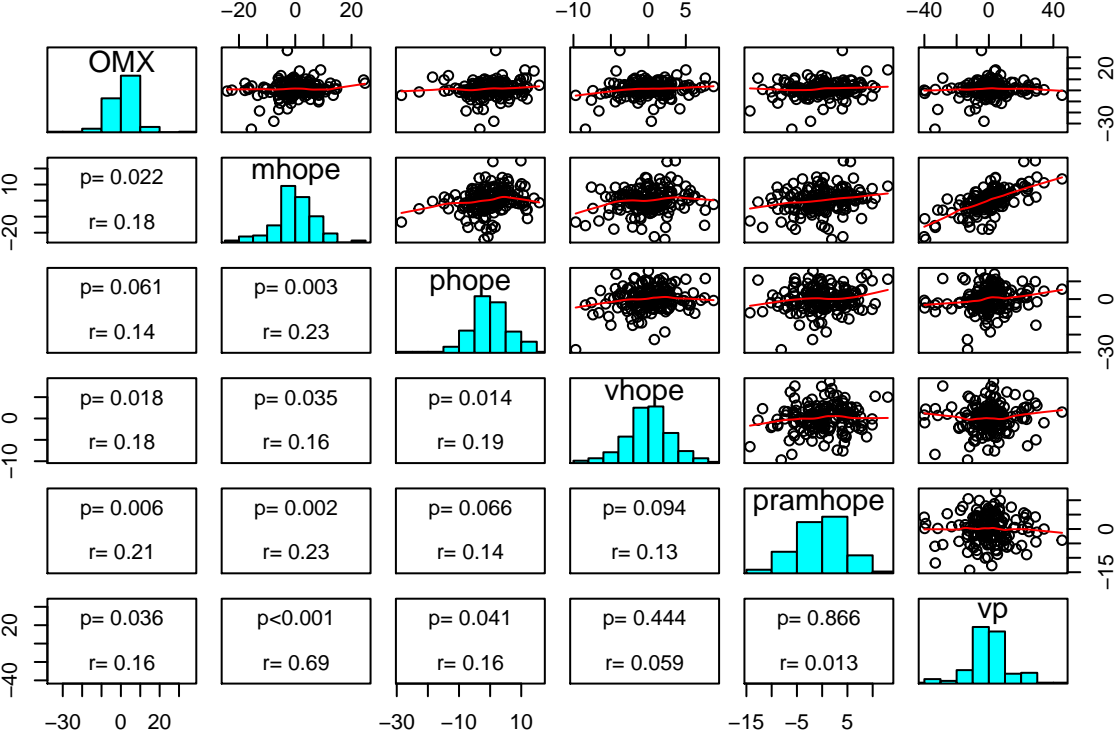 −20 0 20 −10 0 5 −40 0 20 40
OMX
−30 0 20
−20 10
p= 0.022
r= 0.18
mhope
p= 0.061
r= 0.14
p= 0.003
r= 0.23
phope
−30 0
−10 0
p= 0.018
r= 0.18
p= 0.035
r= 0.16
p= 0.014
r= 0.19
vhope
p= 0.006
r= 0.21
p= 0.002
r= 0.23
p= 0.066
r= 0.14
p= 0.094
r= 0.13
pramhope
−15 0
−40 20
p= 0.036
r= 0.16
p<0.001
r= 0.69
p= 0.041
r= 0.16
p= 0.444
r= 0.059
p= 0.866
r= 0.013
vp
−30 0 20 −30 −10 10 −15 −5 5